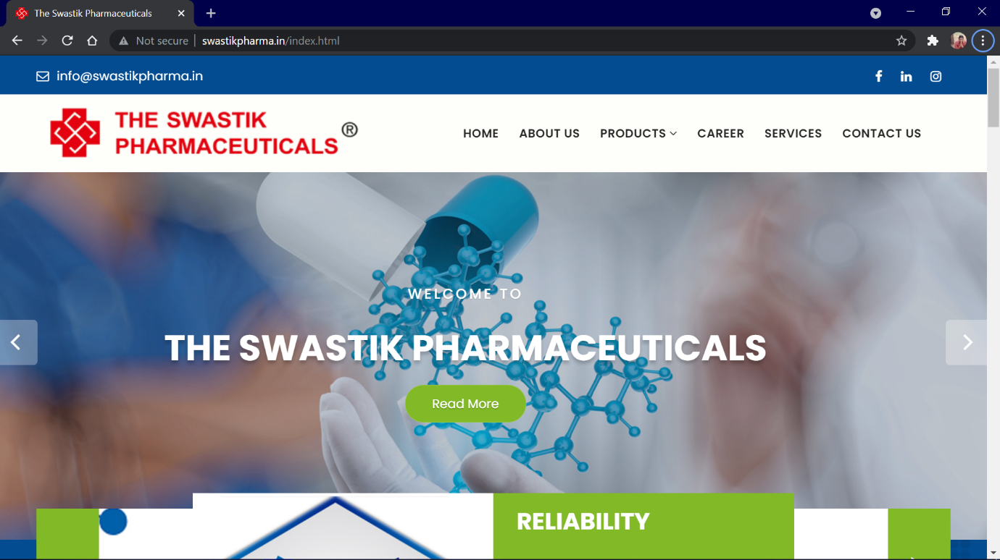 The Swastik Pharmaceuticals
Not secure | swastikpharma.in/index.html
info@swastikpharma.in
THE SWASTIK
PHARMACEUTICALS ®
HOME ABOUT US PRODUCTS CAREER SERVICES CONTACT US
WELCOME TO
THE SWASTIK PHARMACEUTICALS
Read More
RELIABILITY